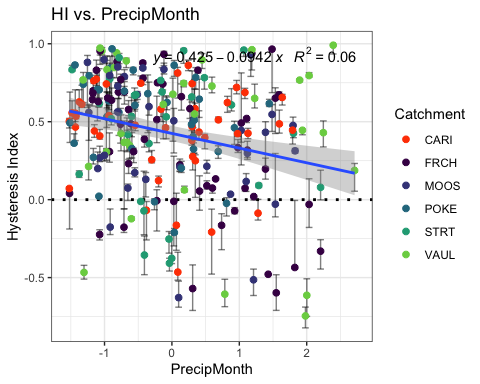 HI vs. PrecipMonth
y = 0.425 – 0.0942 x R² = 0.06
1.0
0.5
0.0
-0.5
Hysteresis Index
-1
0
1
2
PrecipMonth
Catchment
CARI
FRCH
MOOS
POKE
STRT
VAUL